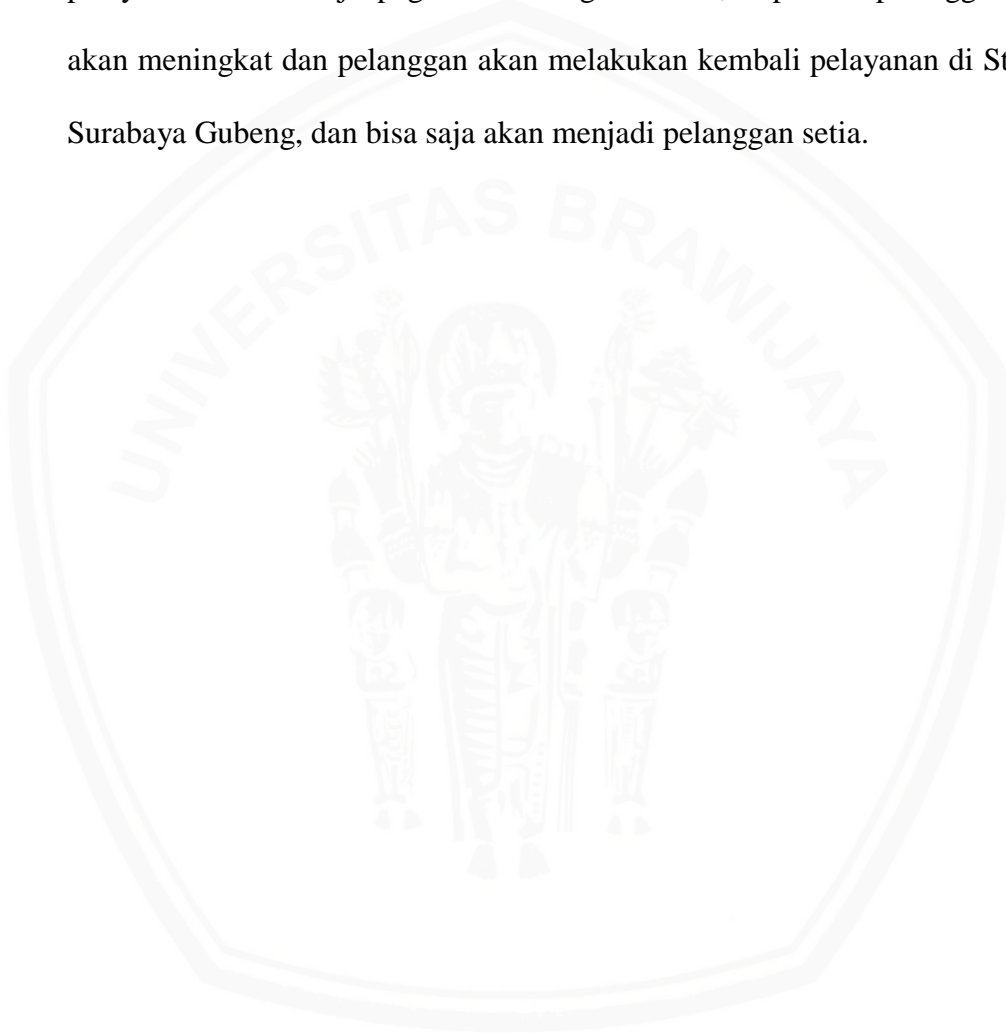 akan meningkat dan pelanggan akan melakukan kembali pelayanan di St
Surabaya Gubeng, dan bisa saja akan menjadi pelanggan setia.
UNIVERSITAS BRAWIJAYA